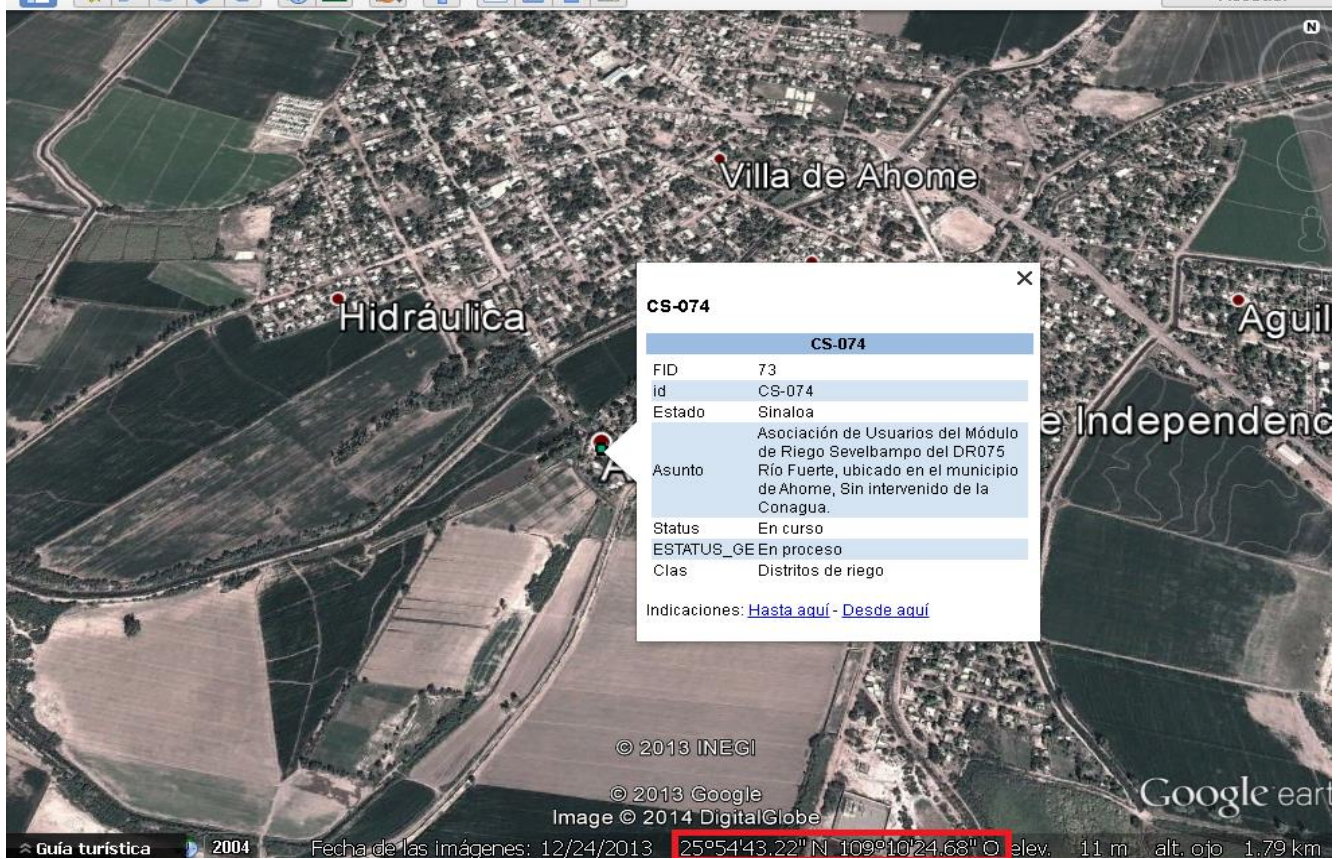 N
Villa de Ahome
Hidráulica
Aguil
e Independenc
A
CS-074
CS-074
FID 73
id CS-074
Estado Sinaloa
Asunto Asociación de Usuarios del Módulo
de Riego Sevelbampo del DR075
Río Fuerte, ubicado en el municipio
de Ahome, Sin intervenido de la
Conagua.
Status En curso
ESTATUS_GE En proceso
Clas Distritos de riego
Indicaciones: Hasta aquí - Desde aquí
© 2013 INEGI
© 2013 Google
Image © 2014 DigitalGlobe
Google eart
Guía turística 2004 Fecha de las imágenes: 12/24/2013 25°54'43.22" N 109°10'24.68" O elev. 11 m alt. ojo 1.79 km